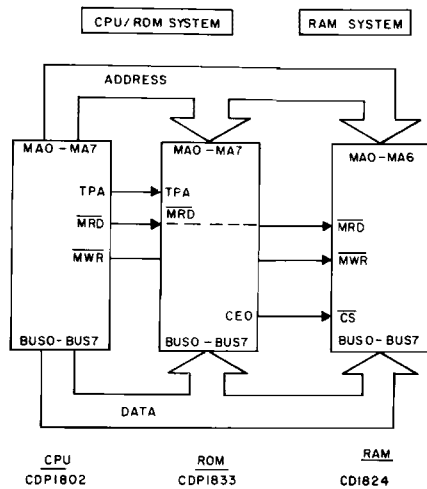 CPU/ROM SYSTEM
RAM SYSTEM
ADDRESS
MA0-MA7
MA0-MA7
MA0-MA6
TPA
TPA
MRD
MRD
MRD
MWR
MWR
CEO
CS
BUS0-BUS7
BUS0-BUS7
BUS0-BUS7
DATA
CPU
ROM
RAM
CDP1802
CDP1833
CD1824